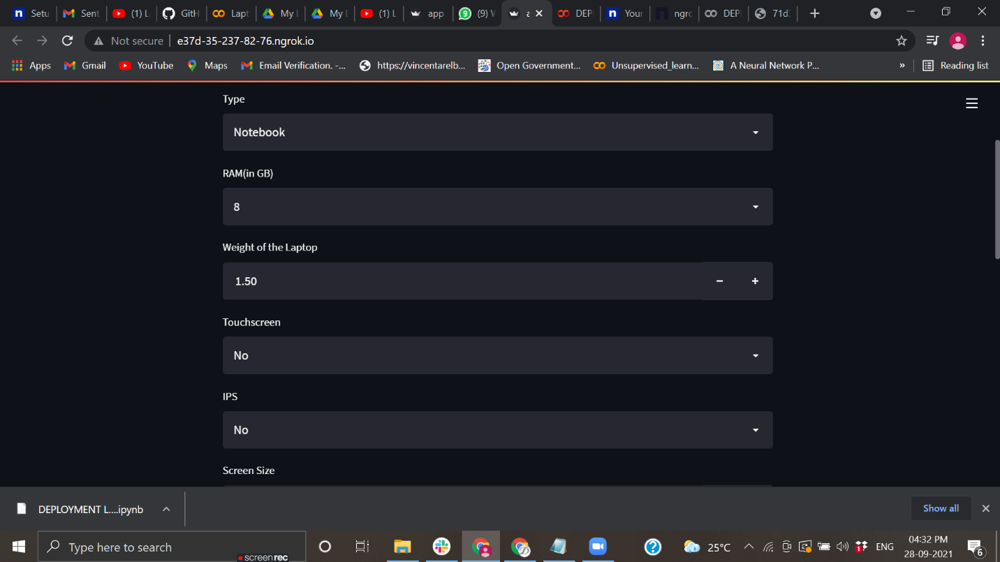 Setu
Sent
(1) L
GitH
Lapt
My D
My D
(1) L
app
(9) V
a
DEPL
Your
ngro
DEPL
71d3
Not secure
e37d-35-237-82-76.ngrok.io
Apps
Gmail
YouTube
Maps
Email Verification. -...
https://vincentarelb...
Open Government...
Unsupervised_learn...
A Neural Network P...
»
Reading list
Type
Notebook
RAM(in GB)
8
Weight of the Laptop
1.50
Touchscreen
No
IPS
No
Screen Size
DEPLOYMENT L....ipynb
Show all
Type here to search
screenrec
25°C
ENG
04:32 PM
28-09-2021
6